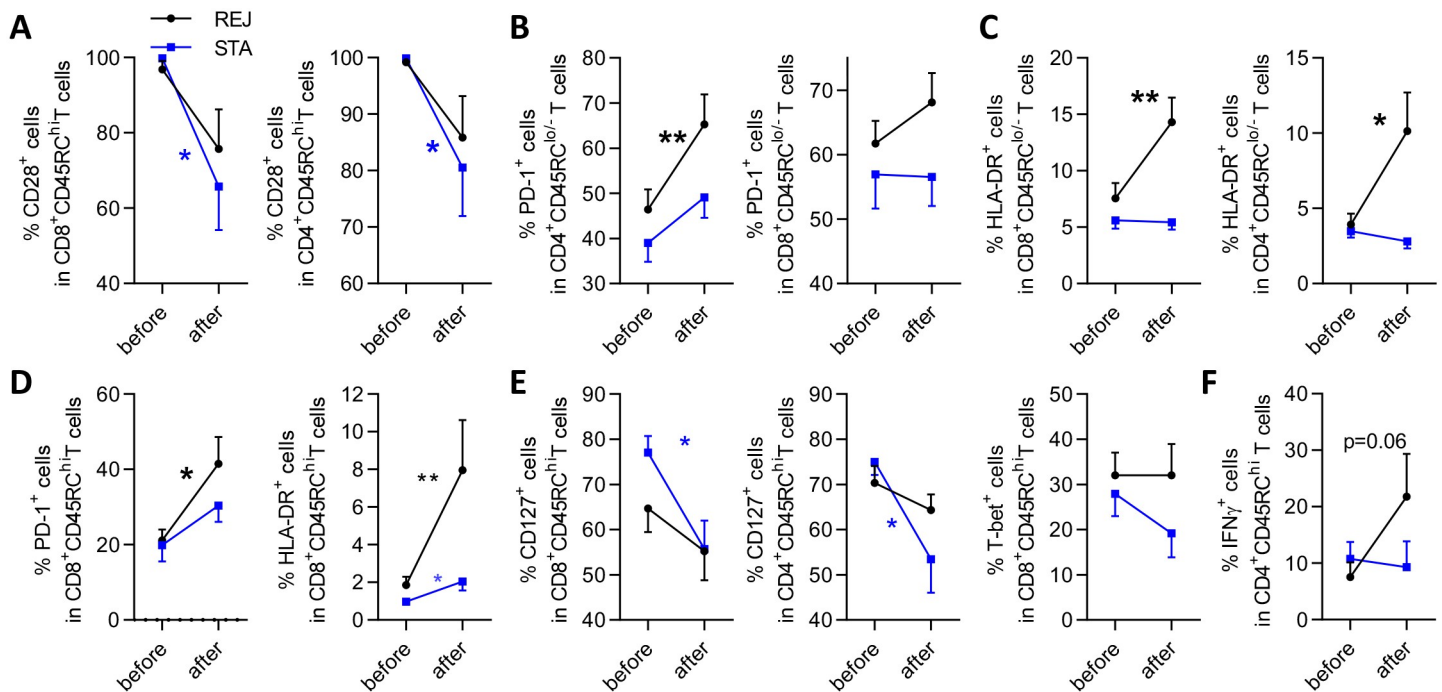 A
REJ
STA
% CD28⁺ cells
in CD8⁺CD45RCʰⁱT cells
100
80
60
40
before
after
*
% CD28⁺ cells
in CD4⁺CD45RCʰⁱT cells
100
90
80
70
60
before
after
*
B
% PD-1⁺ cells
in CD4⁺CD45RCˡᵒ/⁻ T cells
80
70
60
50
40
30
before
after
**
% PD-1⁺ cells
in CD8⁺CD45RCˡᵒ/⁻ T cells
70
60
50
40
before
after
C
% HLA-DR⁺ cells
in CD8⁺CD45RCˡᵒ/⁻ T cells
20
15
10
5
0
before
after
**
% HLA-DR⁺ cells
in CD4⁺CD45RCˡᵒ/⁻ T cells
15
10
5
0
before
after
*
D
% PD-1⁺ cells
in CD8⁺CD45RCʰⁱT cells
60
40
20
0
before
after
*
% HLA-DR⁺ cells
in CD8⁺CD45RCʰⁱT cells
12
10
8
6
4
2
0
before
after
**
*
E
% CD127⁺ cells
in CD8⁺CD45RCʰⁱT cells
90
80
70
60
50
40
before
after
*
% CD127⁺ cells
in CD4⁺CD45RCʰⁱT cells
90
80
70
60
50
40
before
after
*
% T-bet⁺ cells
in CD8⁺CD45RCʰⁱT cells
50
40
30
20
10
0
before
after
F
% IFNγ⁺ cells
in CD4⁺CD45RCʰⁱ T cells
40
30
20
10
0
before
after
p=0.06